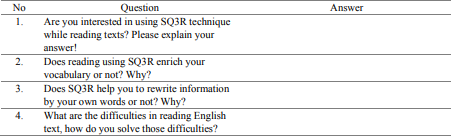 No Question Answer
1. Are you interested in using SQ3R technique
while reading texts? Please explain your
answer!
2. Does reading using SQ3R enrich your
vocabulary or not? Why?
3. Does SQ3R help you to rewrite information
by your own words or not? Why?
4. What are the difficulties in reading English
text, how do you solve those difficulties?